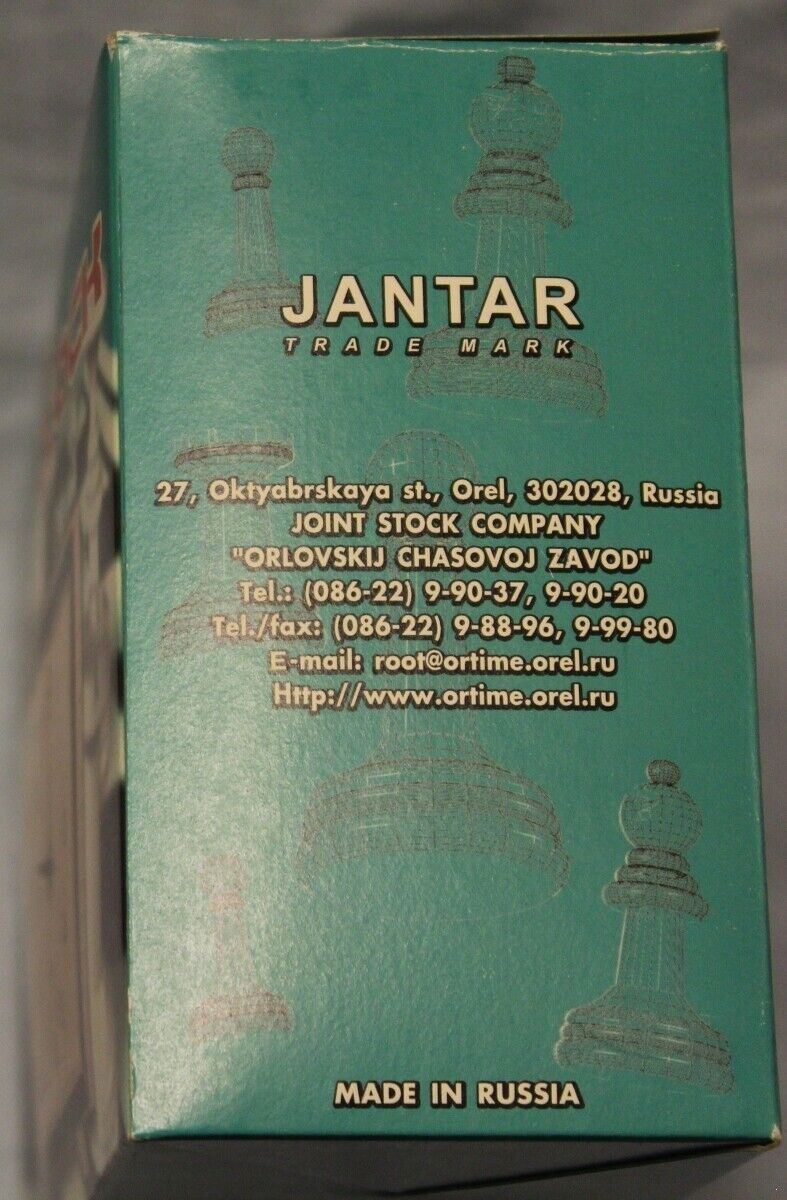 JANTAR
TRADE MARK
27, Oktyabrskaya st., Orel, 302028, Russia
JOINT STOCK COMPANY
"ORLOVSKIJ CHASOVOJ ZAVOD"
Tel.: (086-22) 9-90-37, 9-90-20
Tel./fax: (086-22) 9-88-96, 9-99-80
E-mail: root@ortime.orel.ru
Http://www.ortime.orel.ru
MADE IN RUSSIA